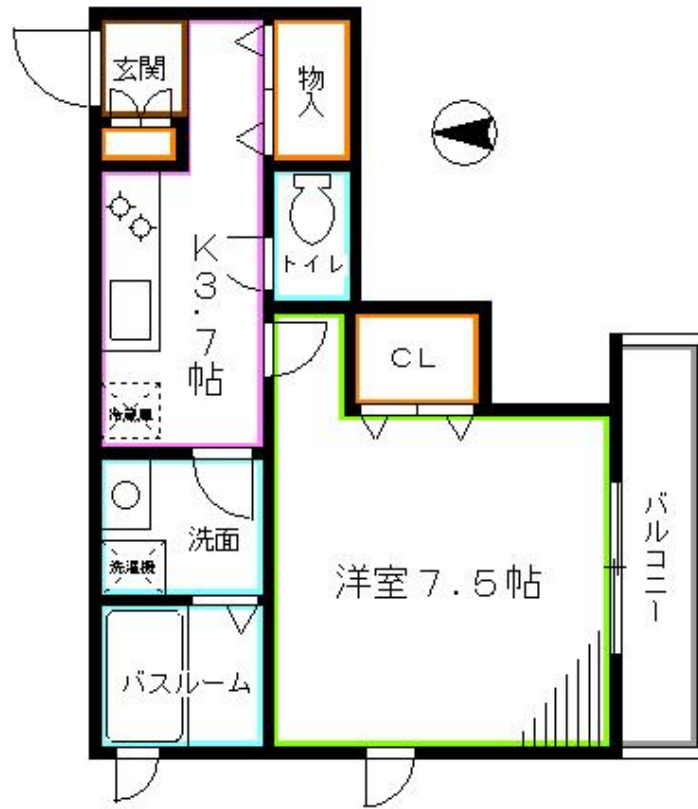 玄関
物入
トイレ
K3.7帖
冷蔵庫
CL
洗面
洗濯機
洋室7.5帖
バルコニー
バスルーム